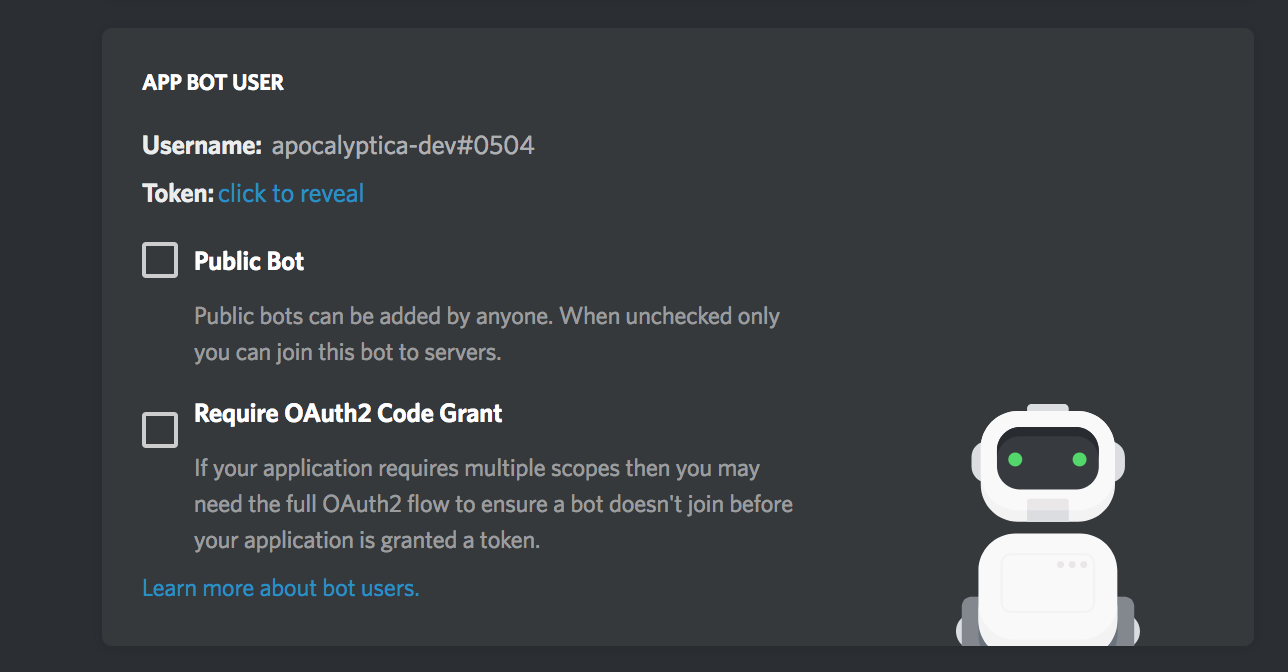 APP BOT USER
Username: apocalyptica-dev#0504
Token: click to reveal
Public Bot
Public bots can be added by anyone. When unchecked only
you can join this bot to servers.
Require OAuth2 Code Grant
If your application requires multiple scopes then you may
need the full OAuth2 flow to ensure a bot doesn't join before
your application is granted a token.
Learn more about bot users.